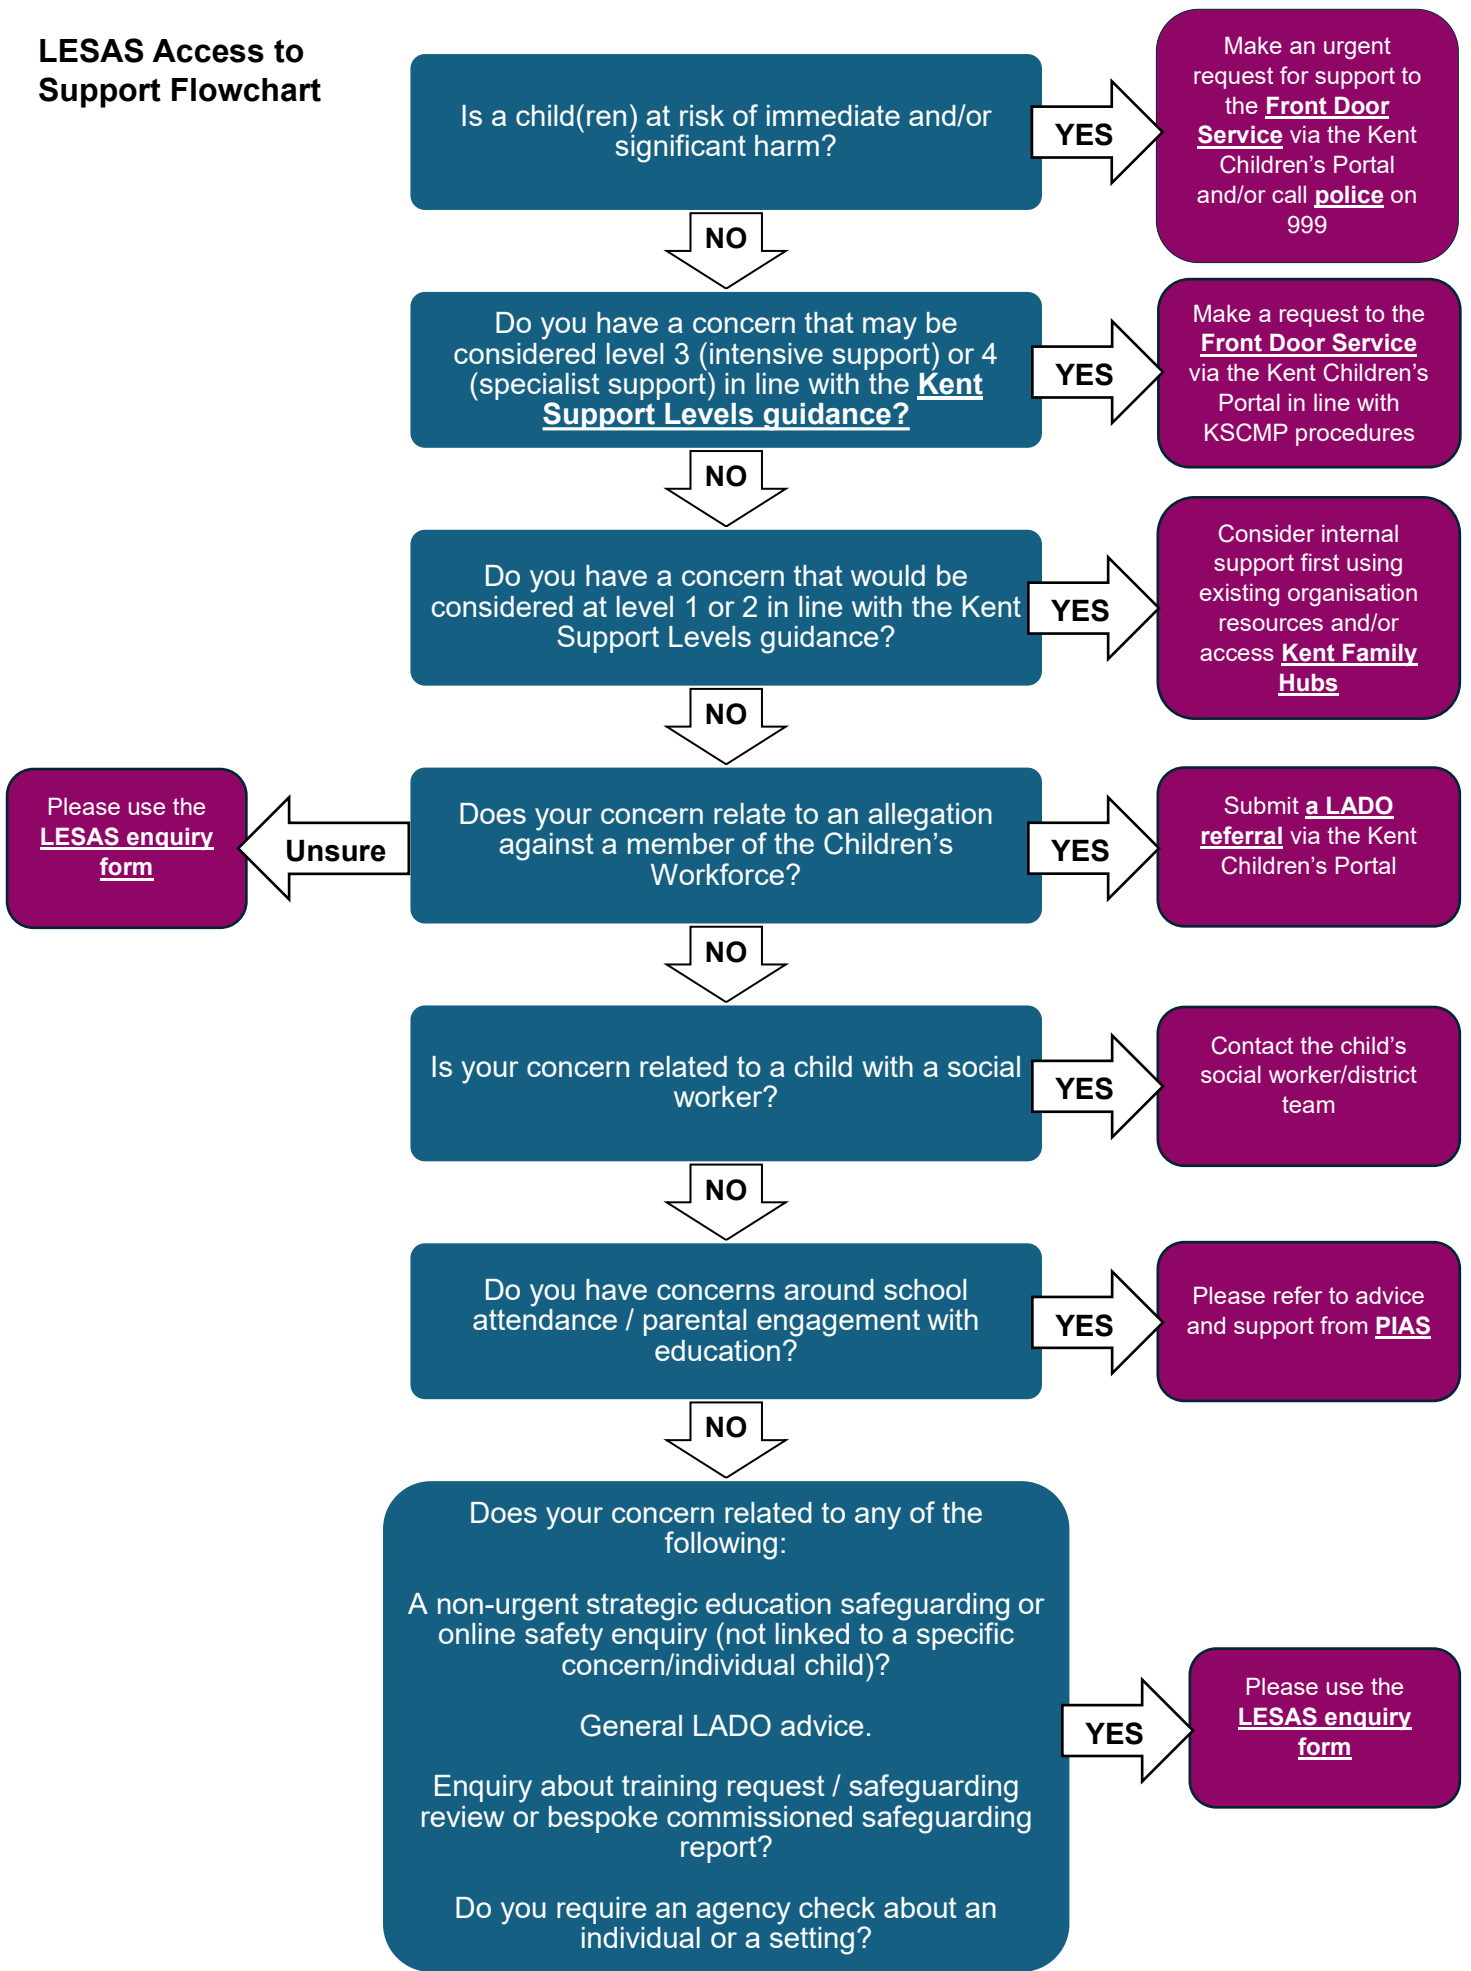 LESAS Access to
Support Flowchart
Is a child(ren) at risk of immediate and/or
significant harm?
YES
Make an urgent
request for support to
the Front Door
Service via the Kent
Children's Portal
and/or call police on
999
NO
Do you have a concern that may be
considered level 3 (intensive support) or 4
(specialist support) in line with the Kent
Support Levels guidance?
YES
Make a request to the
Front Door Service
via the Kent Children's
Portal in line with
KSCMP procedures
NO
Do you have a concern that would be
considered at level 1 or 2 in line with the Kent
Support Levels guidance?
YES
Consider internal
support first using
existing organisation
resources and/or
access Kent Family
Hubs
NO
Please use the
LESAS enquiry
form
Unsure
Does your concern relate to an allegation
against a member of the Children's
Workforce?
YES
Submit a LADO
referral via the Kent
Children's Portal
NO
Is your concern related to a child with a social
worker?
YES
Contact the child's
social worker/district
team
NO
Do you have concerns around school
attendance / parental engagement with
education?
YES
Please refer to advice
and support from PIAS
NO
Does your concern related to any of the
following:
A non-urgent strategic education safeguarding or
online safety enquiry (not linked to a specific
concern/individual child)?
General LADO advice.
Enquiry about training request / safeguarding
review or bespoke commissioned safeguarding
report?
Do you require an agency check about an
individual or a setting?
YES
Please use the
LESAS enquiry
form